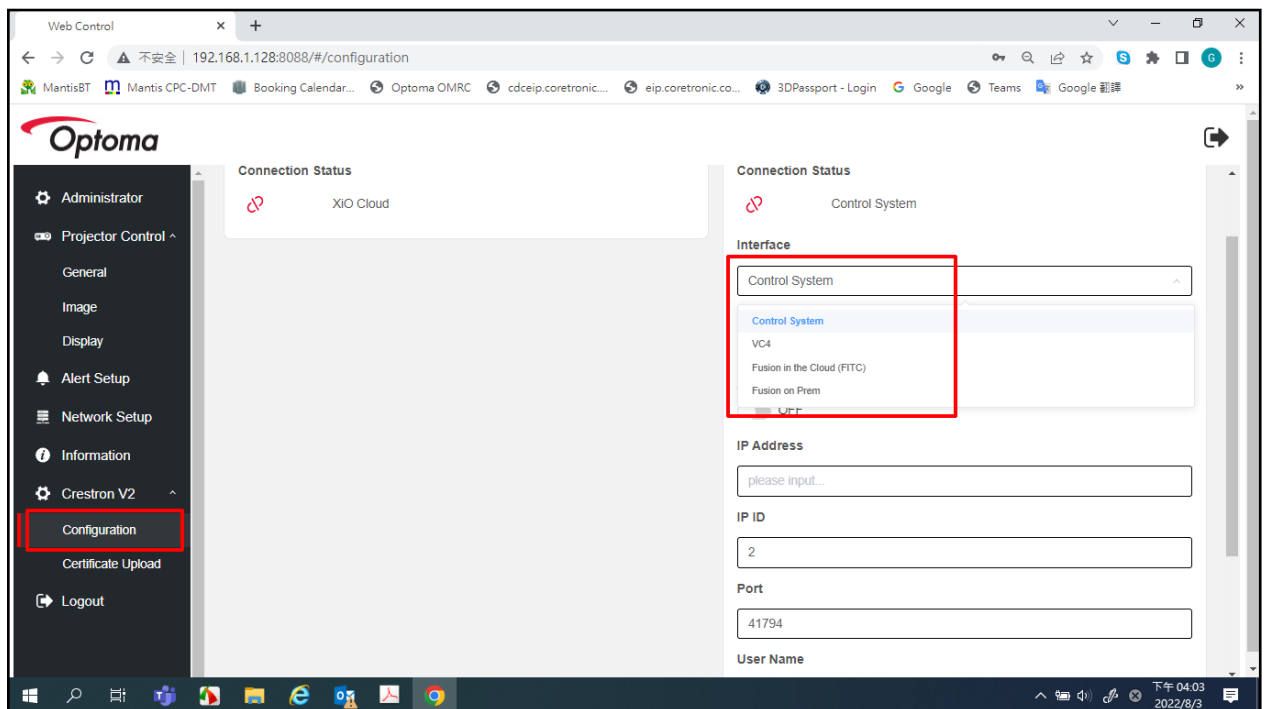 Web Control
不安全 | 192.168.1.128:8088/#/configuration
MantisBT Mantis CPC-DMT Booking Calendar... Optoma OMRC cdceip.coretronic.... eip.coretronic.co... 3DPassport - Login Google Teams Google 翻譯 »
Optoma
Administrator
Projector Control
General
Image
Display
Alert Setup
Network Setup
Information
Crestron V2
Configuration
Certificate Upload
Logout
Connection Status
XiO Cloud
Connection Status
Control System
Interface
Control System
Control System
VC4
Fusion in the Cloud (FITC)
Fusion on Prem
OFF
IP Address
please input...
IP ID
2
Port
41794
User Name
下午 04:03
2022/8/3